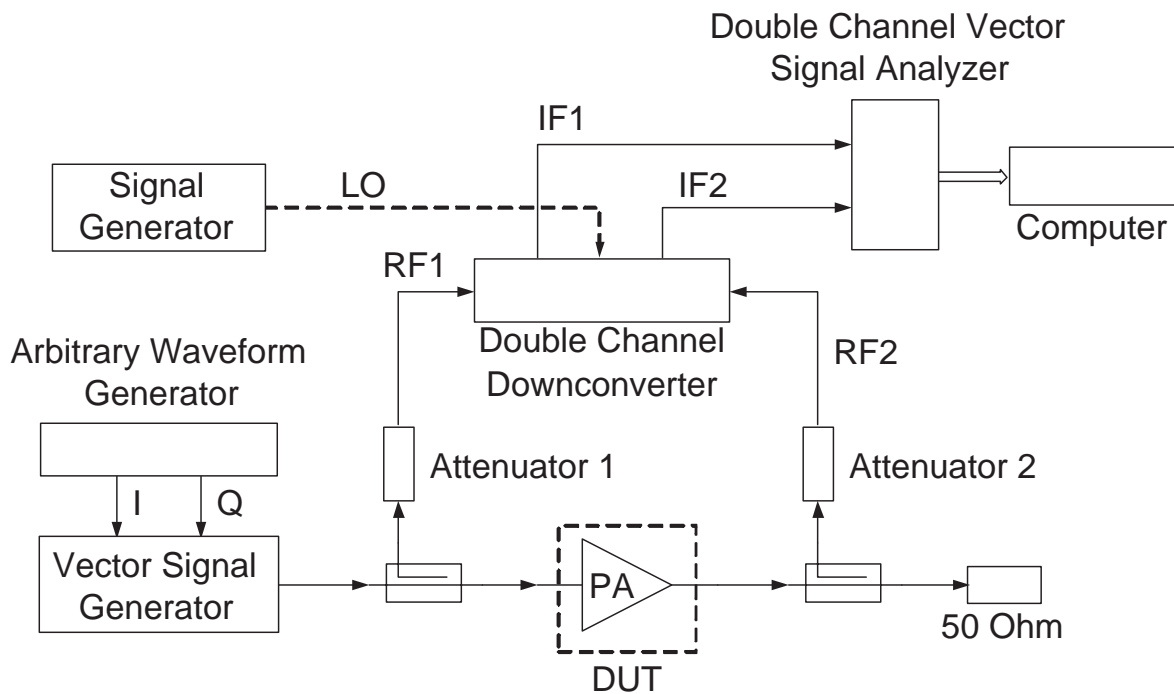 Double Channel Vector
Signal Analyzer
IF1
Signal
Generator
LO
IF2
Computer
RF1
Double Channel
Downconverter
RF2
Arbitrary Waveform
Generator
Attenuator 1
Attenuator 2
I
Q
Vector Signal
Generator
PA
50 Ohm
DUT